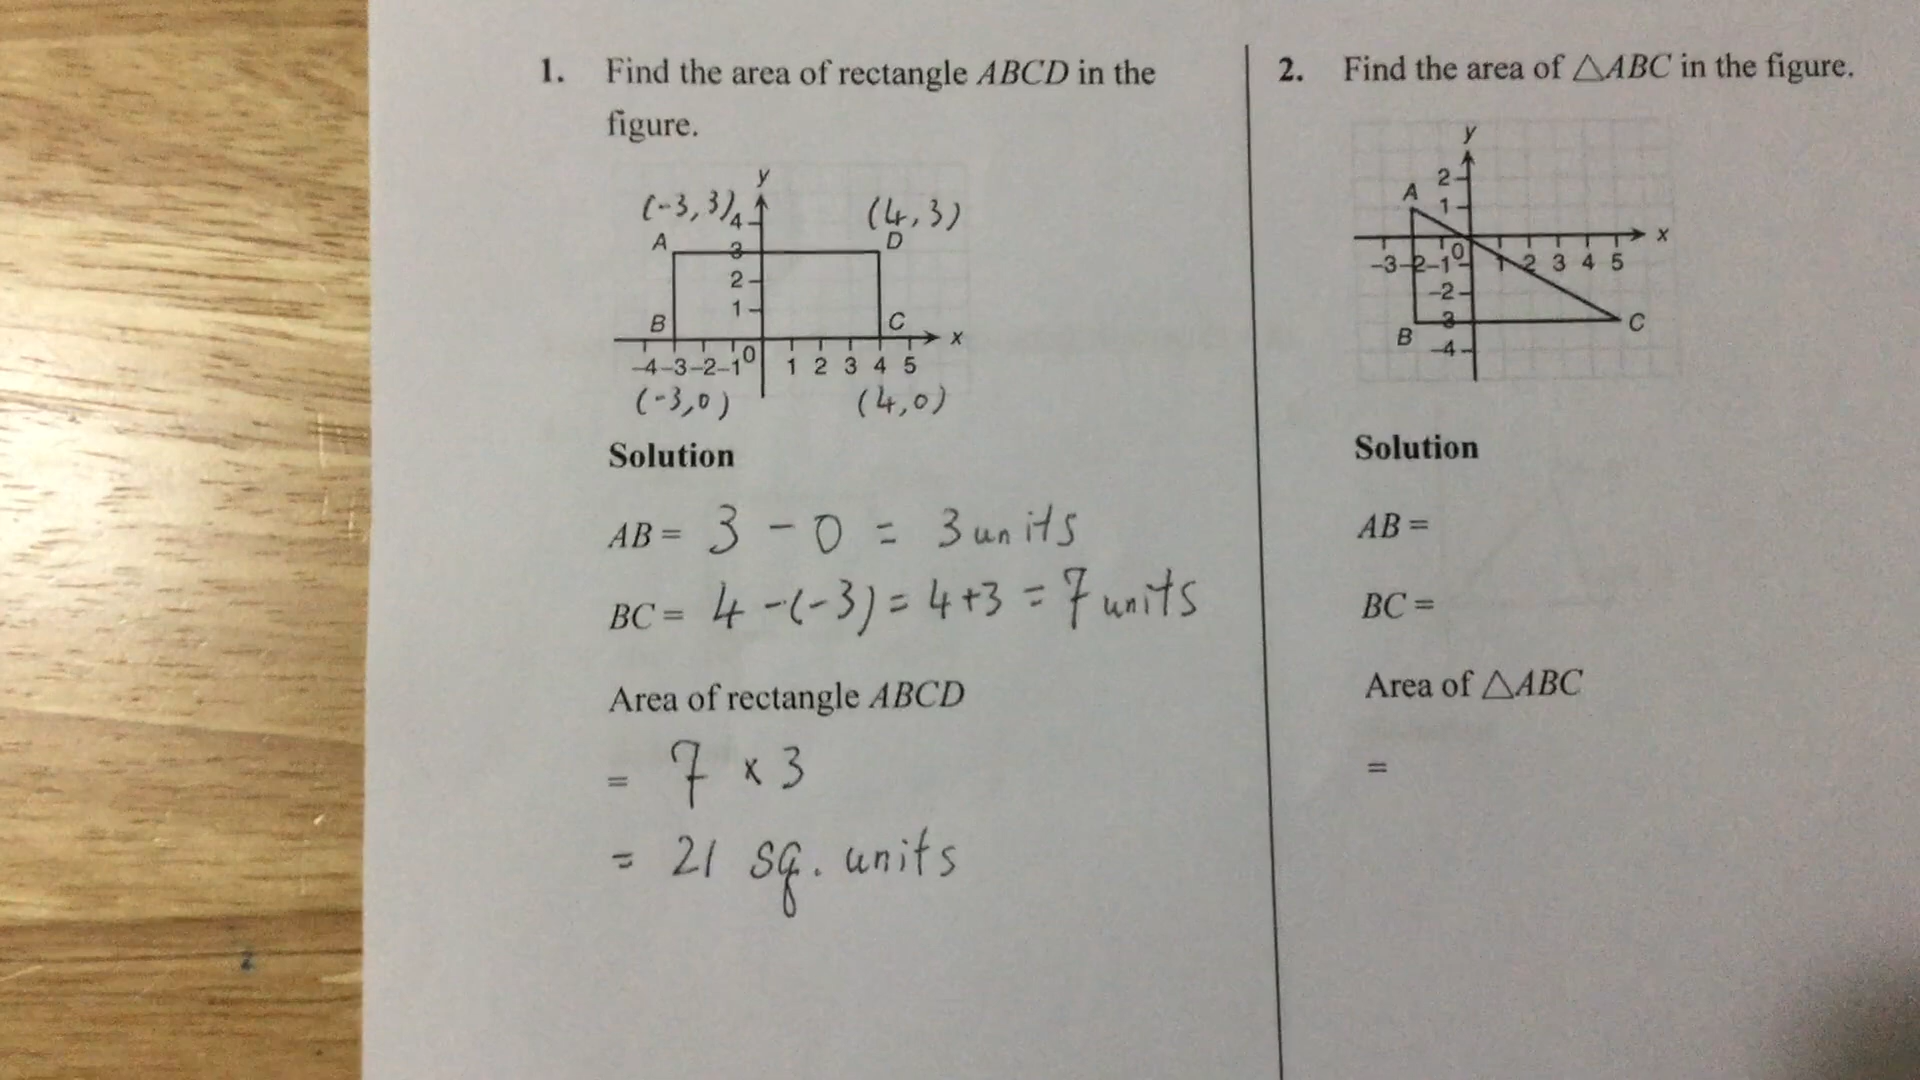 1. Find the area of rectangle ABCD in the
figure.
y
(-3,3) 4 (4,3)
A 3 D
2
1
B C
x
-4 -3 -2 -1 0 1 2 3 4 5
(-3,0) (4,0)
Solution
AB = 3 - 0 = 3 units
BC = 4 -(-3) = 4+3 = 7 units
Area of rectangle ABCD
= 7 × 3
= 21 sq. units
2. Find the area of △ABC in the figure.
y
2
A 1
x
-3 -2 -1 0 1 2 3 4 5
-2
B 3 C
-4
Solution
AB =
BC =
Area of △ABC
=